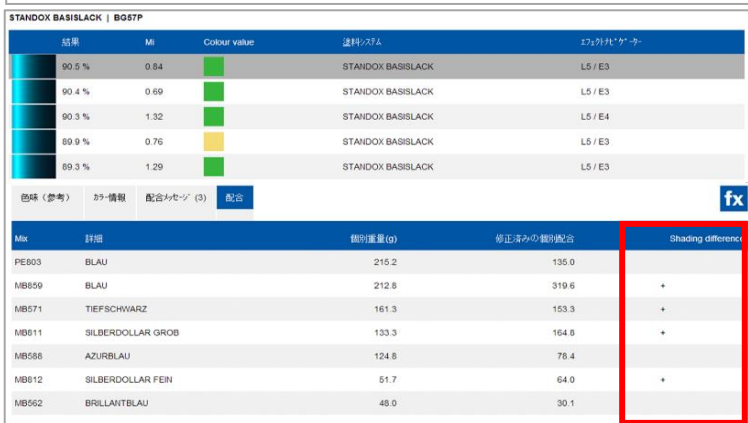 STANDOX BASISLACK | BG57P
結果 Mi Colour value 塗料システム エフェクトナビゲーター
90.5 % 0.84 STANDOX BASISLACK L5 / E3
90.4 % 0.69 STANDOX BASISLACK L5 / E3
90.3 % 1.32 STANDOX BASISLACK L5 / E4
89.9 % 0.76 STANDOX BASISLACK L5 / E3
89.3 % 1.29 STANDOX BASISLACK L5 / E3
色味（参考） カラー情報 配合メッセージ (3) 配合 fx
Mix 詳細 個別重量(g) 修正済みの個別配合 Shading difference
PE803 BLAU 215.2 135.0
MB859 BLAU 212.8 319.6 +
MB571 TIEFSCHWARZ 161.3 153.3 +
MB811 SILBERDOLLAR GROB 133.3 164.8 +
MB588 AZURBLAU 124.8 78.4
MB812 SILBERDOLLAR FEIN 51.7 64.0 +
MB562 BRILLANTBLAU 48.0 30.1